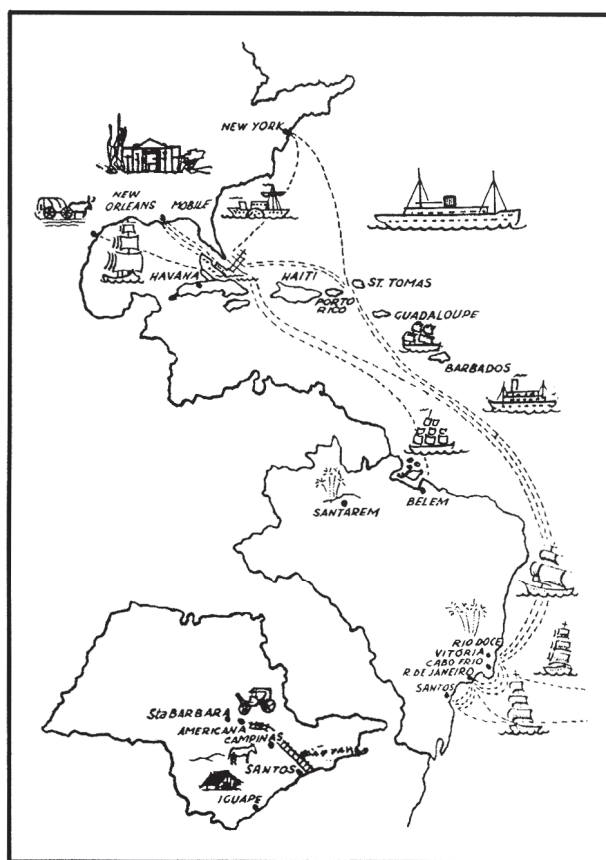 NEW YORK
NEW
ORLEANS
MOBILE
HAVANA
HAITI
PORTO
RICO
ST. TOMAS
GUADALOUPE
BARBADOS
BELEM
SANTAREM
RIO DOCE
VITORIA
CABO FRIO
R. DE JANEIRO
SANTOS
Sta BARBARA
AMERICANA
CAMPINAS
SANTOS
IGUAPE